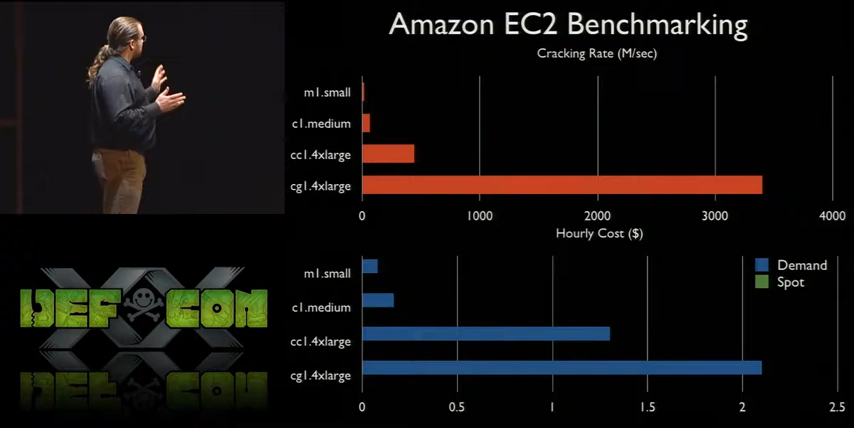 Amazon EC2 Benchmarking
Cracking Rate (M/sec)
m1.small
c1.medium
cc1.4xlarge
cg1.4xlarge
0 1000 2000 3000 4000
Hourly Cost ($)
m1.small
c1.medium
cc1.4xlarge
cg1.4xlarge
Demand
Spot
0 0.5 1 1.5 2 2.5
XX
DEF CON